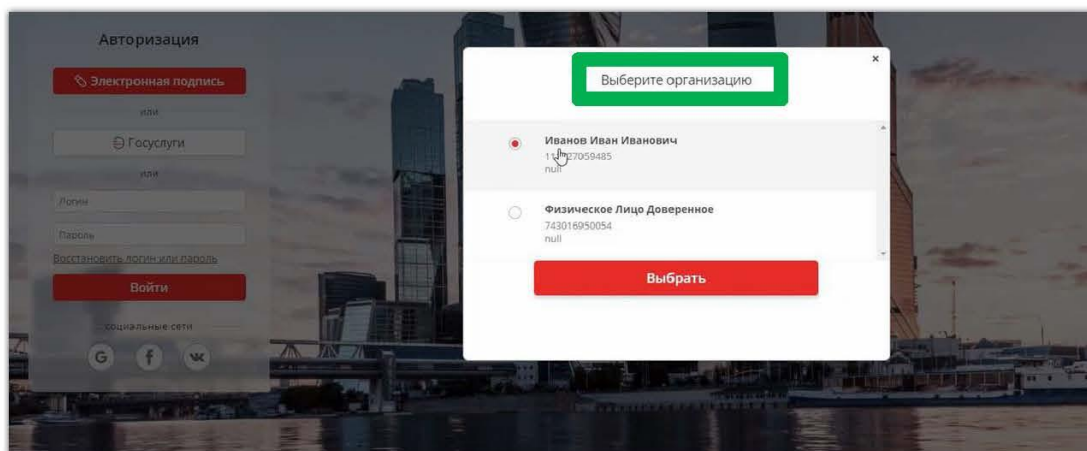 Авторизация
Электронная подпись
или
Госуслуги
или
Логин
Пароль
Восстановить логин или пароль
Войти
социальные сети
G f
Выберите организацию
×
Иванов Иван Иванович
null
Физическое Лицо Доверенное
743016950054
null
Выбрать